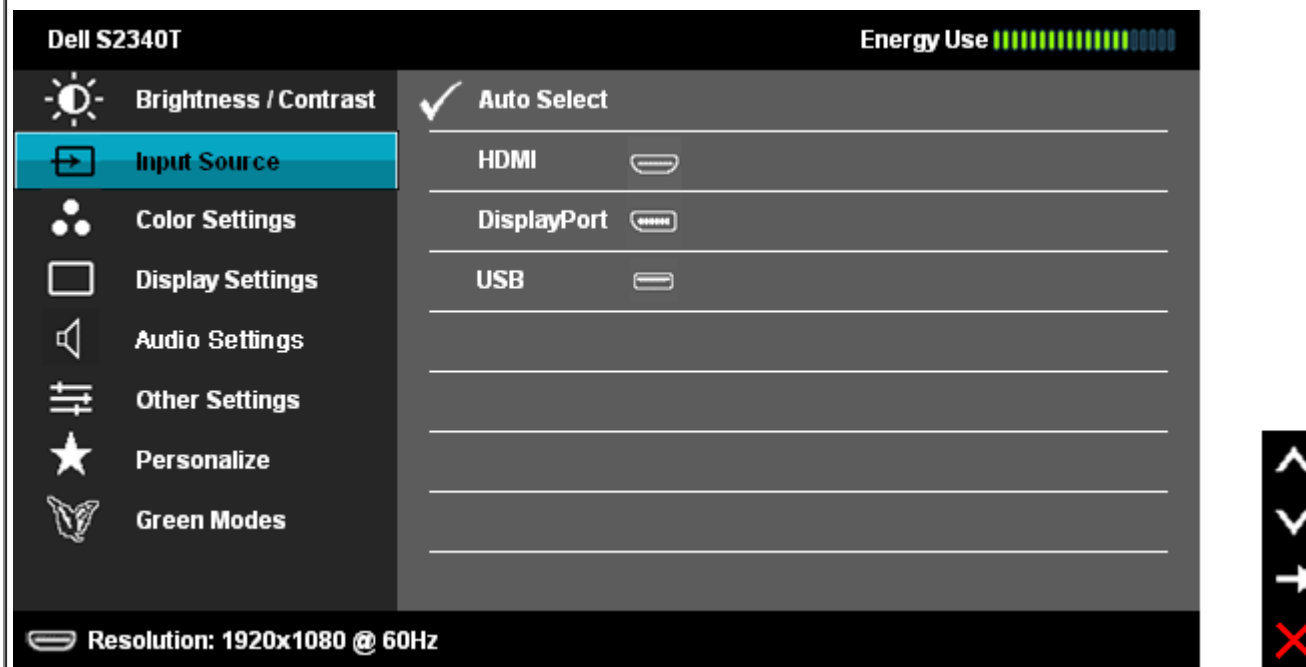 Dell S2340T
Energy Use
Brightness / Contrast
Auto Select
Input Source
HDMI
Color Settings
DisplayPort
Display Settings
USB
Audio Settings
Other Settings
Personalize
Green Modes
Resolution: 1920x1080 @ 60Hz